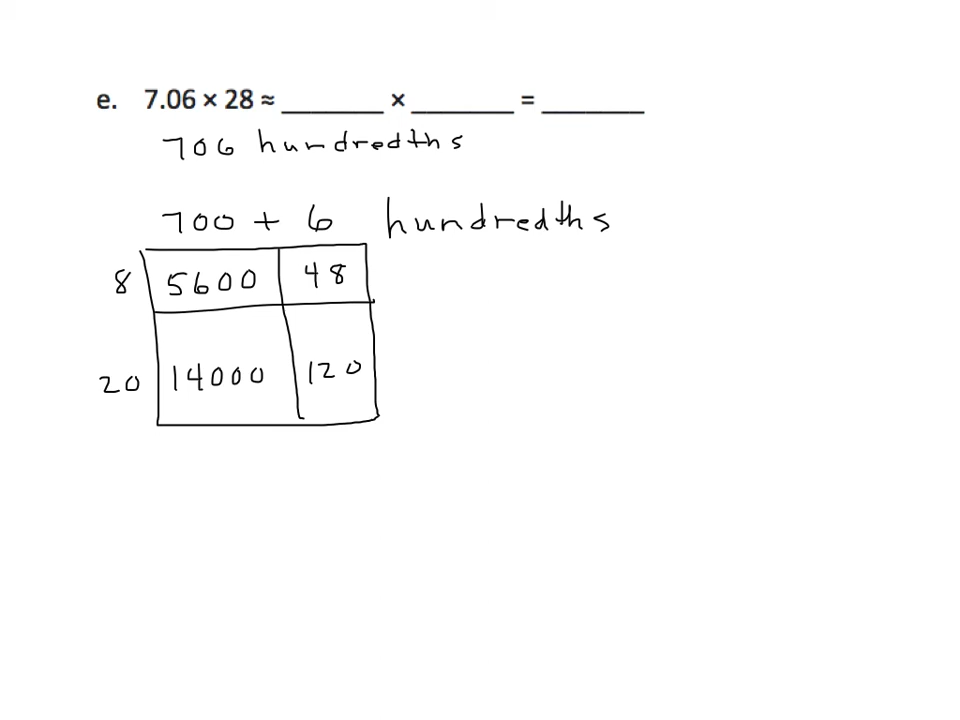 e. 7.06 × 28 ≈ _______ × _______ = _______
706 hundredths
700 + 6 hundredths
8 5600 48
20 14000 120